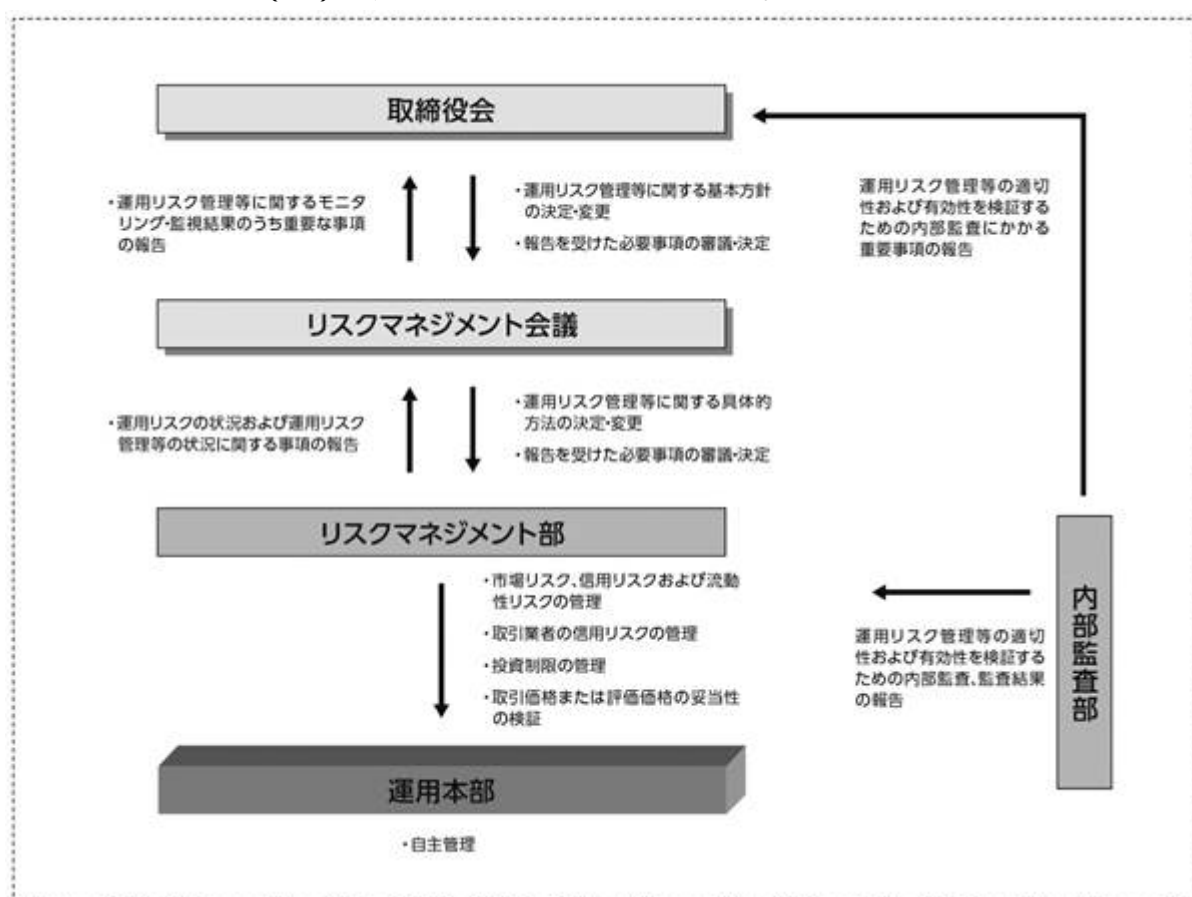 取締役会
・運用リスク管理等に関するモニタ
リング・監視結果のうち重要な事項
の報告
・運用リスク管理等に関する基本方針
の決定・変更
・報告を受けた必要事項の審議・決定
運用リスク管理等の適切
性および有効性を検証する
ための内部監査にかかる
重要事項の報告
リスクマネジメント会議
・運用リスクの状況および運用リスク
管理等の状況に関する事項の報告
・運用リスク管理等に関する具体的
方法の決定・変更
・報告を受けた必要事項の審議・決定
リスクマネジメント部
・市場リスク、信用リスクおよび流動
性リスクの管理
・取引業者の信用リスクの管理
・投資制限の管理
・取引価格または評価価格の妥当性
の検証
運用リスク管理等の適切
性および有効性を検証する
ための内部監査、監査結果
の報告
内部監査部
運用本部
・自主管理